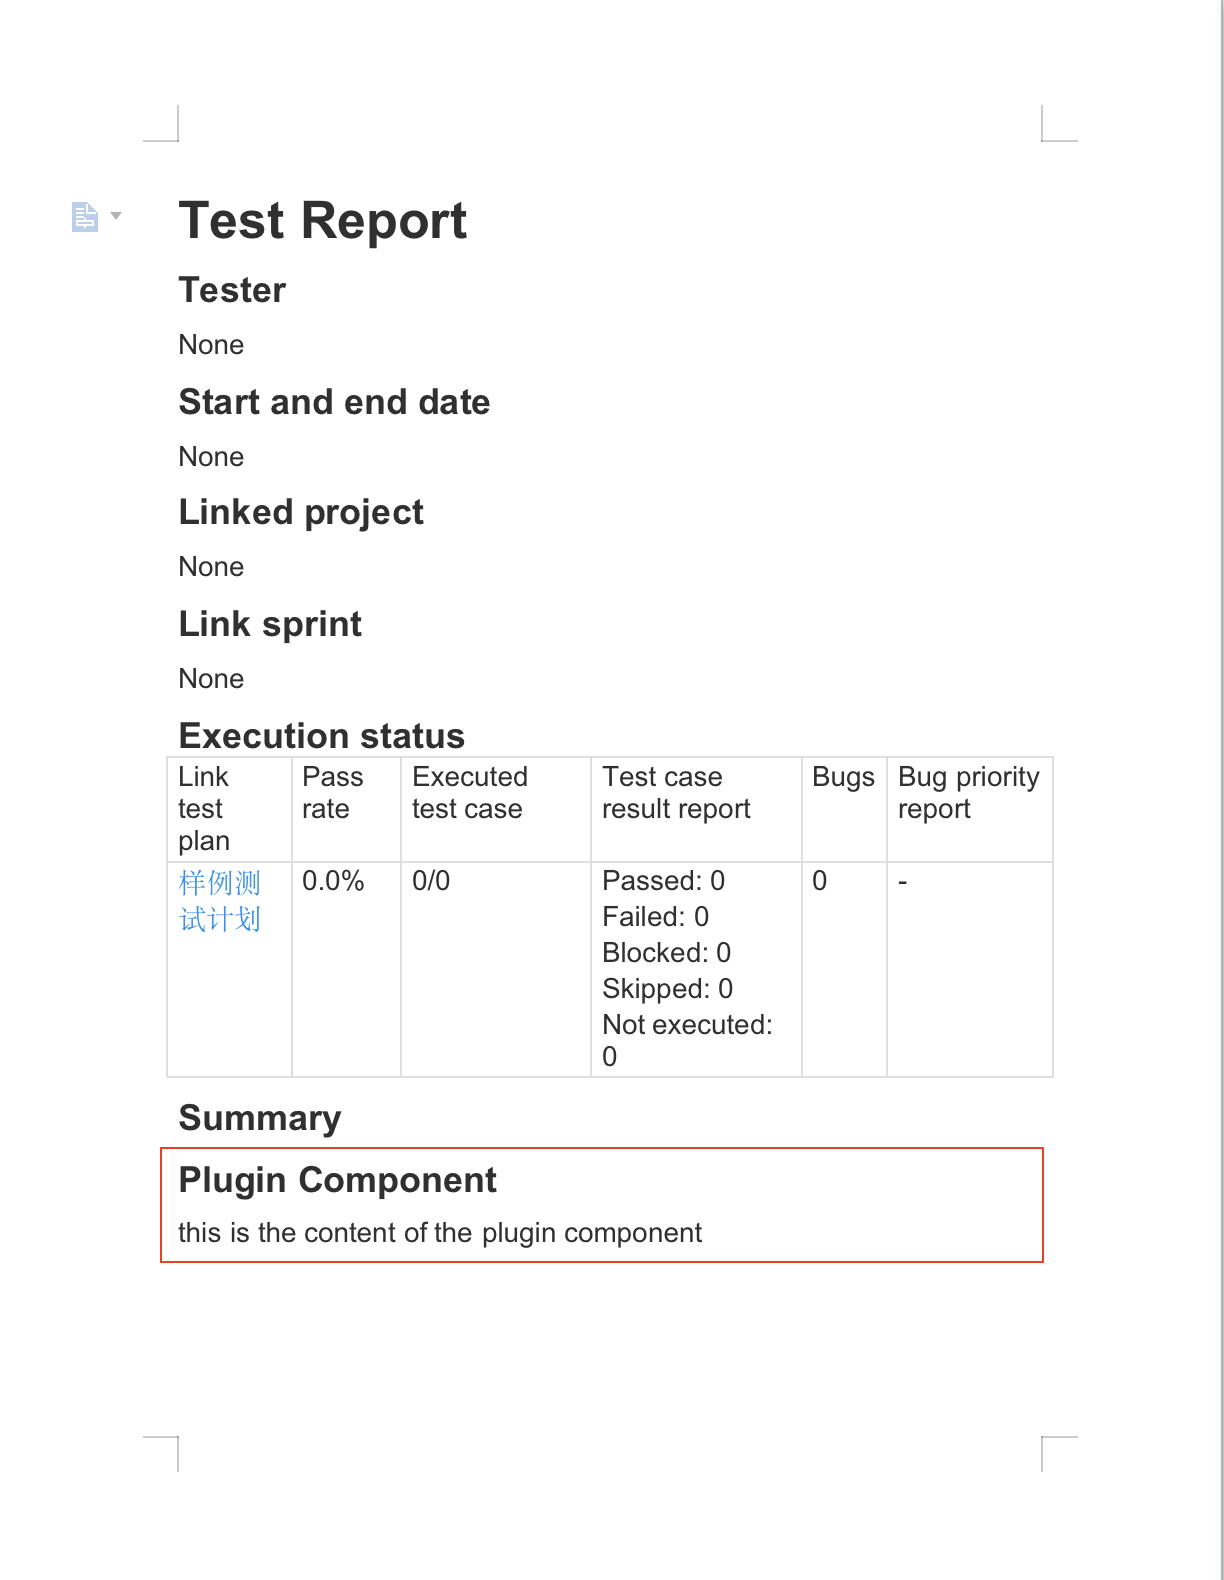 Test Report
Tester
None
Start and end date
None
Linked project
None
Link sprint
None
Execution status
Link test plan
Pass rate
Executed test case
Test case result report
Bugs
Bug priority report
样例测试计划
0.0%
0/0
Passed: 0
Failed: 0
Blocked: 0
Skipped: 0
Not executed: 0
0
-
Summary
Plugin Component
this is the content of the plugin component